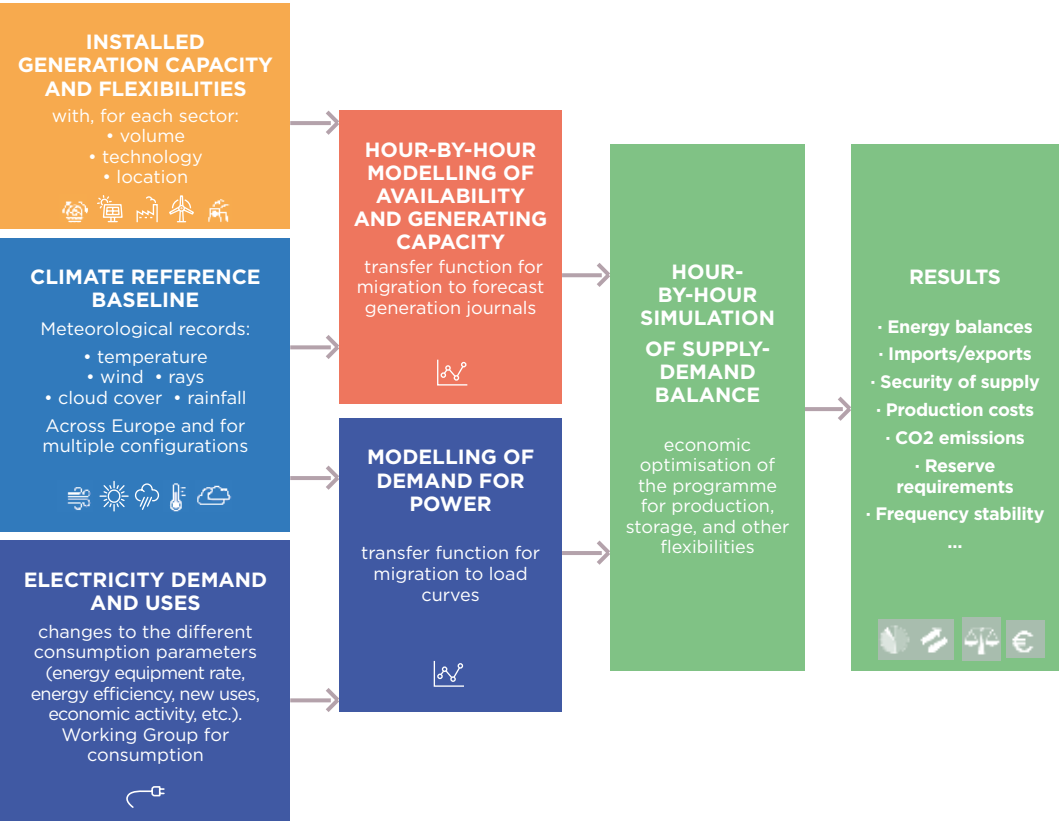 INSTALLED
GENERATION CAPACITY
AND FLEXIBILITIES
with, for each sector:
• volume
• technology
• location
CLIMATE REFERENCE
BASELINE
Meteorological records:
• temperature
• wind • rays
• cloud cover • rainfall
Across Europe and for
multiple configurations
ELECTRICITY DEMAND
AND USES
changes to the different
consumption parameters
(energy equipment rate,
energy efficiency, new uses,
economic activity, etc.).
Working Group for
consumption
HOUR-BY-HOUR
MODELLING OF
AVAILABILITY
AND GENERATING
CAPACITY
transfer function for
migration to forecast
generation journals
MODELLING OF
DEMAND FOR
POWER
transfer function for
migration to load
curves
HOUR-
BY-HOUR
SIMULATION
OF SUPPLY-
DEMAND
BALANCE
economic
optimisation of
the programme
for production,
storage, and other
flexibilities
RESULTS
· Energy balances
· Imports/exports
· Security of supply
· Production costs
· CO2 emissions
· Reserve
requirements
· Frequency stability
...
€